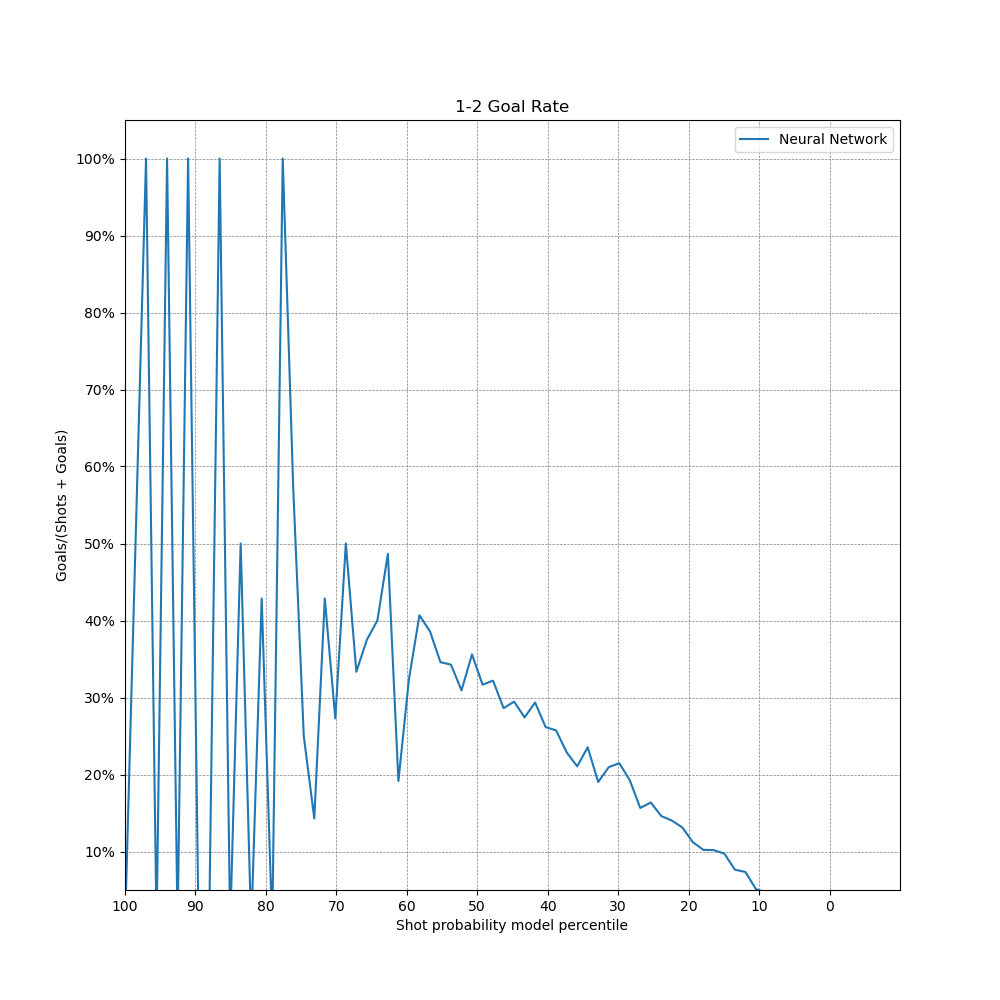 1-2 Goal Rate
Neural Network
100%
90%
80%
70%
60%
50%
40%
30%
20%
10%
Goals/(Shots + Goals)
100 90 80 70 60 50 40 30 20 10 0
Shot probability model percentile